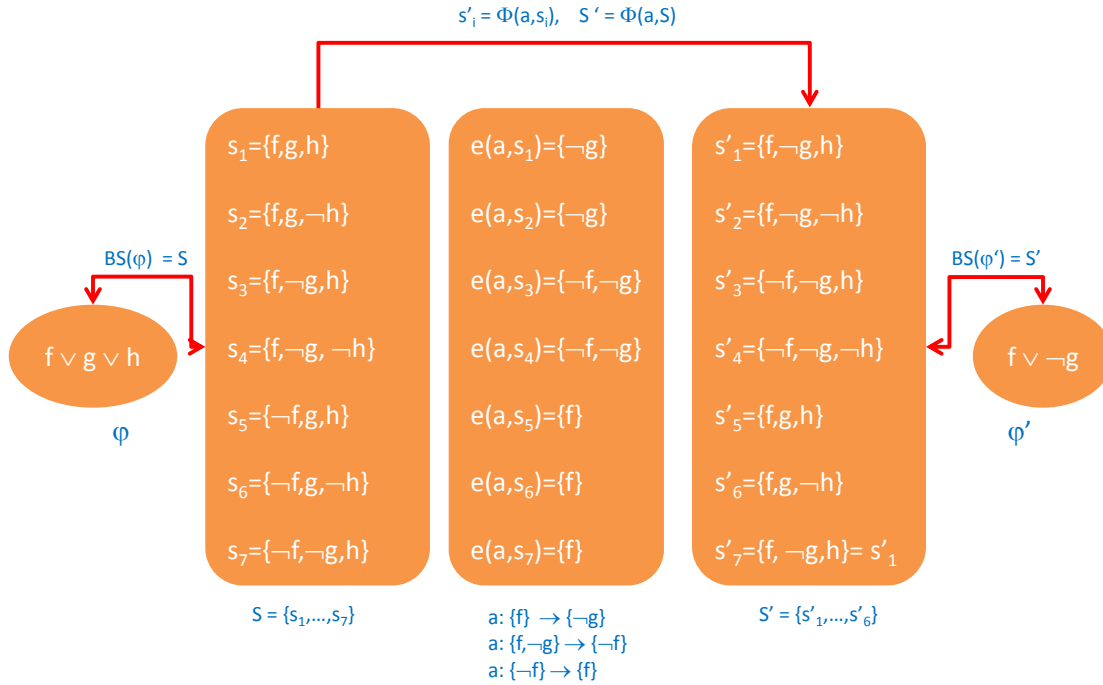 s'ᵢ = Φ(a,sᵢ), S ' = Φ(a,S)
s₁={f,g,h}
s₂={f,g,¬h}
s₃={f,¬g,h}
s₄={f,¬g, ¬h}
s₅={¬f,g,h}
s₆={¬f,g,¬h}
s₇={¬f,¬g,h}
e(a,s₁)={¬g}
e(a,s₂)={¬g}
e(a,s₃)={¬f,¬g}
e(a,s₄)={¬f,¬g}
e(a,s₅)={f}
e(a,s₆)={f}
e(a,s₇)={f}
s'₁={f,¬g,h}
s'₂={f,¬g,¬h}
s'₃={¬f,¬g,h}
s'₄={¬f,¬g,¬h}
s'₅={f,g,h}
s'₆={f,g,¬h}
s'₇={f, ¬g,h}= s'₁
BS(φ) = S
f ∨ g ∨ h
φ
BS(φ') = S'
f ∨ ¬g
φ'
S = {s₁,...,s₇}
a: {f} → {¬g}
a: {f,¬g} → {¬f}
a: {¬f} → {f}
S' = {s'₁,...,s'₆}